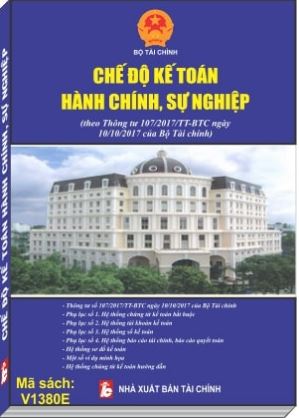 BỘ TÀI CHÍNH
CHẾ ĐỘ KẾ TOÁN
HÀNH CHÍNH, SỰ NGHIỆP
(theo Thông tư 107/2017/TT-BTC ngày
10/10/2017 của Bộ Tài chính)
- Thông tư số 107/2017/TT-BTC ngày 10/10/2017 của Bộ Tài chính
- Phụ lục số 1. Hệ thống chứng từ kế toán bắt buộc
- Phụ lục số 2. Hệ thống tài khoản kế toán
- Phụ lục số 3. Hệ thống sổ kế toán
- Phụ lục số 4. Hệ thống báo cáo tài chính, báo cáo quyết toán
- Hệ thống sơ đồ kế toán
- Một số ví dụ minh họa
- Hệ thống chứng từ kế toán hướng dẫn
NHÀ XUẤT BẢN TÀI CHÍNH
CHẾ ĐỘ KẾ TOÁN HÀNH CHÍNH, SỰ NGHIỆP
Mã sách:
V1380E